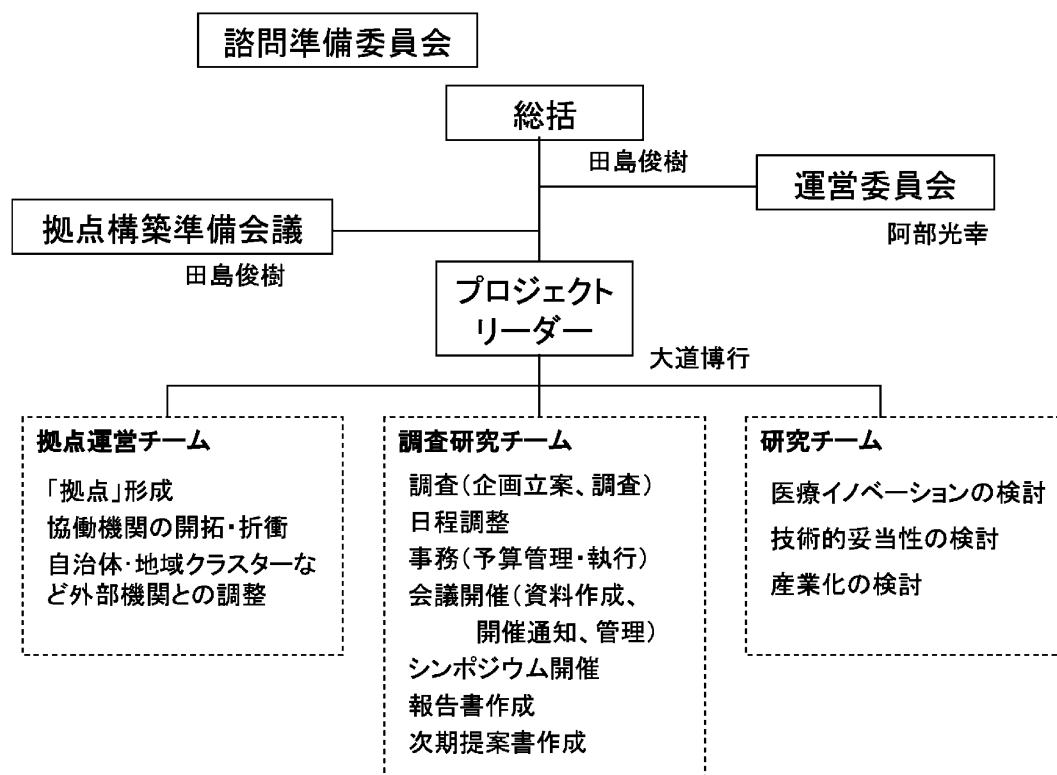 諮問準備委員会
総括
田島俊樹
運営委員会
阿部光幸
拠点構築準備会議
田島俊樹
プロジェクト
リーダー
大道博行
拠点運営チーム
「拠点」形成
協働機関の開拓・折衝
自治体・地域クラスターな
ど外部機関との調整
調査研究チーム
調査(企画立案、調査)
日程調整
事務(予算管理・執行)
会議開催(資料作成、
開催通知、管理)
シンポジウム開催
報告書作成
次期提案書作成
研究チーム
医療イノベーションの検討
技術的妥当性の検討
産業化の検討